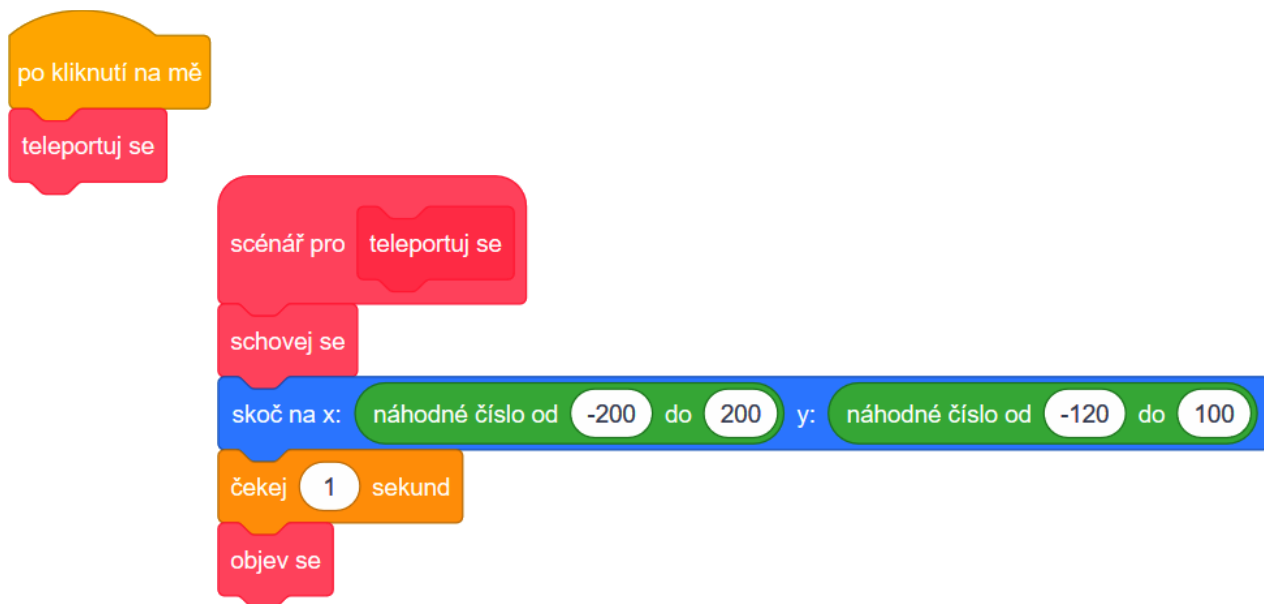 po kliknutí na mě
teleportuj se
scénář pro teleportuj se
schovej se
skoč na x: náhodné číslo od -200 do 200 y: náhodné číslo od -120 do 100
čekej 1 sekund
objev se